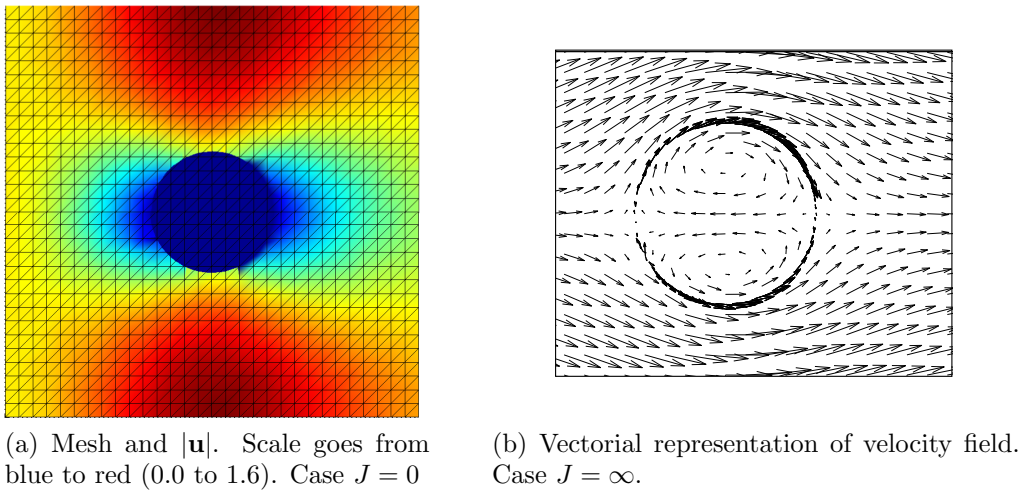 (a) Mesh and |u|. Scale goes from
blue to red (0.0 to 1.6). Case J = 0
(b) Vectorial representation of velocity field.
Case J = ∞.